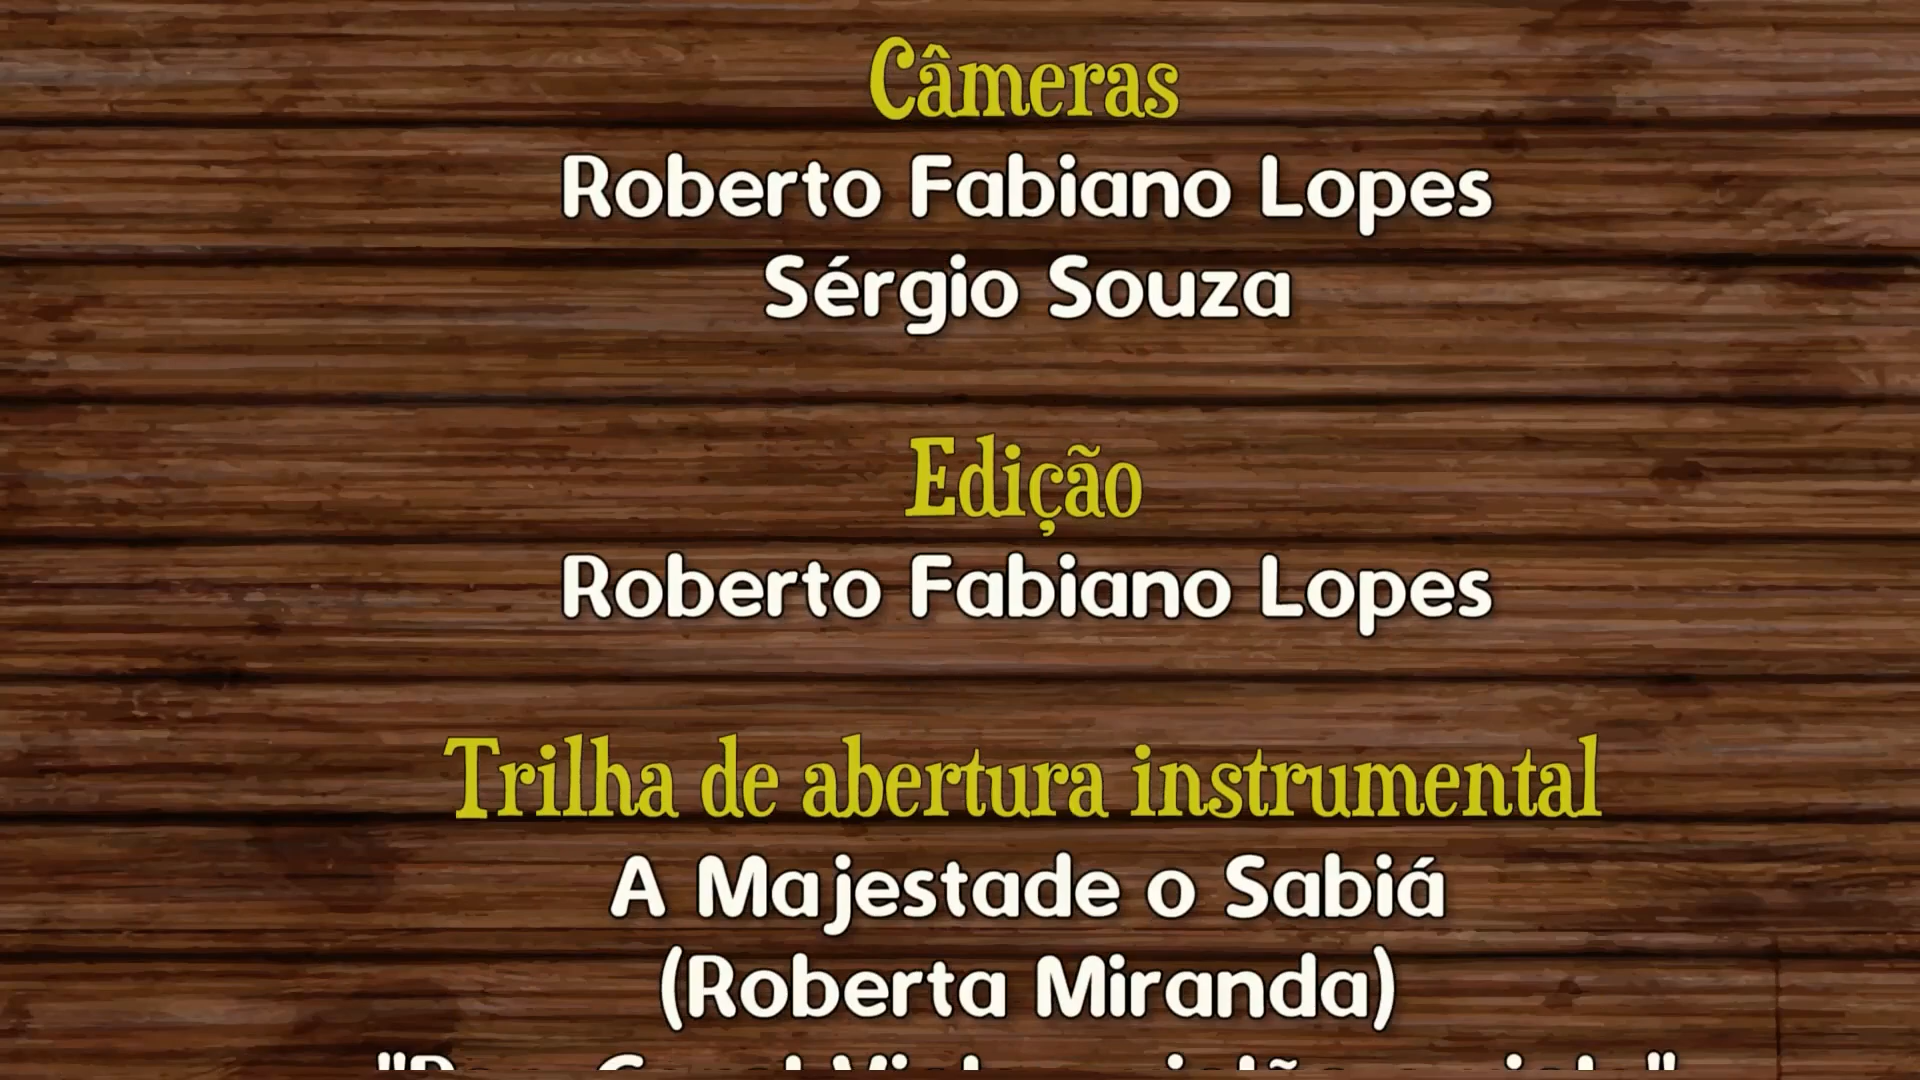 Câmeras
Roberto Fabiano Lopes
Sérgio Souza
Edição
Roberto Fabiano Lopes
Trilha de abertura instrumental
A Majestade o Sabiá
(Roberta Miranda)